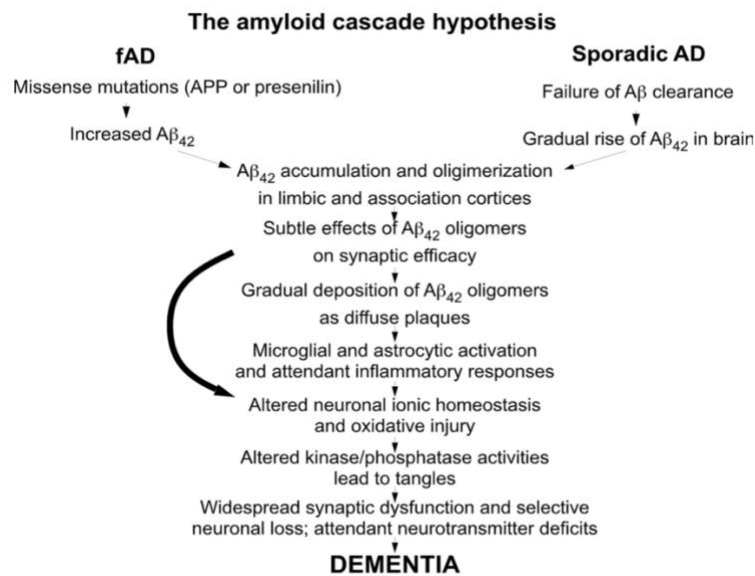 The amyloid cascade hypothesis
fAD
Sporadic AD
Missense mutations (APP or presenilin)
Failure of Aβ clearance
Increased Aβ42
Gradual rise of Aβ42 in brain
Aβ42 accumulation and oligimerization
in limbic and association cortices
Subtle effects of Aβ42 oligomers
on synaptic efficacy
Gradual deposition of Aβ42 oligomers
as diffuse plaques
Microglial and astrocytic activation
and attendant inflammatory responses
Altered neuronal ionic homeostasis
and oxidative injury
Altered kinase/phosphatase activities
lead to tangles
Widespread synaptic dysfunction and selective
neuronal loss; attendant neurotransmitter deficits
DEMENTIA